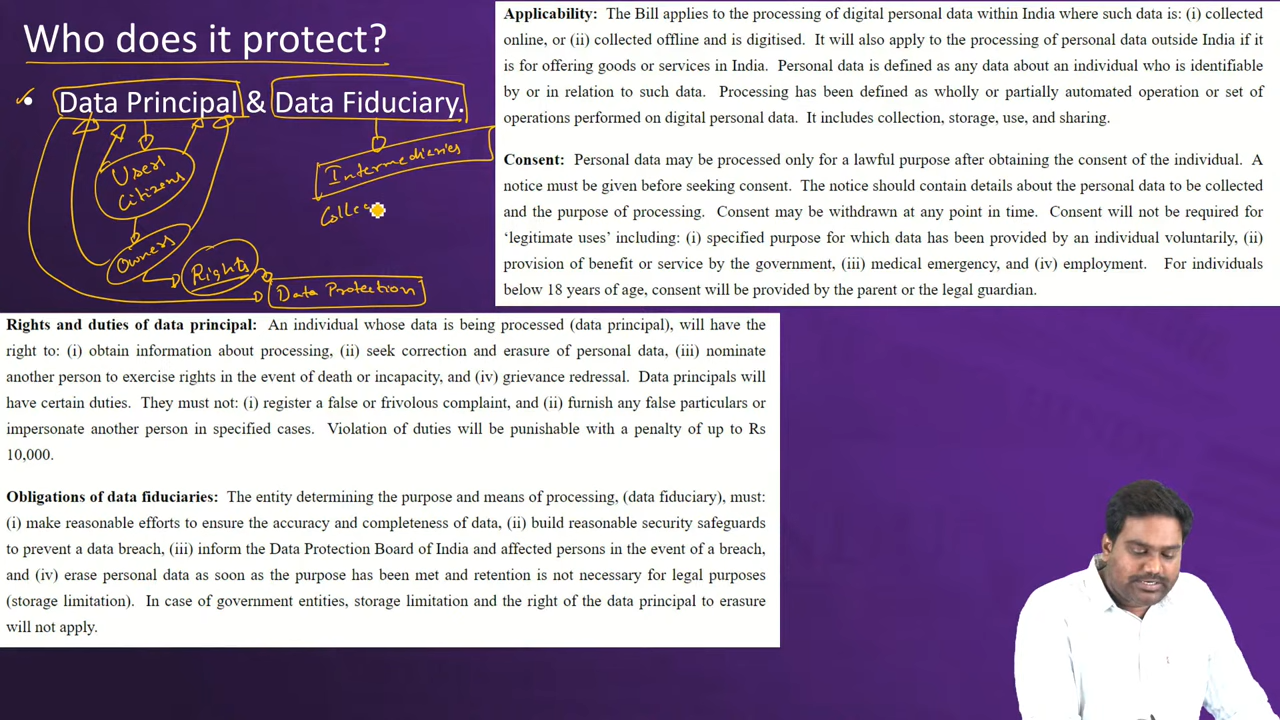 Who does it protect?
• Data Principal & Data Fiduciary.
Users
Citizens
Owners
Rights
Data Protection
Intermediaries
Applicability: The Bill applies to the processing of digital personal data within India where such data is: (i) collected
online, or (ii) collected offline and is digitised. It will also apply to the processing of personal data outside India if it
is for offering goods or services in India. Personal data is defined as any data about an individual who is identifiable
by or in relation to such data. Processing has been defined as wholly or partially automated operation or set of
operations performed on digital personal data. It includes collection, storage, use, and sharing.
Consent: Personal data may be processed only for a lawful purpose after obtaining the consent of the individual. A
notice must be given before seeking consent. The notice should contain details about the personal data to be collected
and the purpose of processing. Consent may be withdrawn at any point in time. Consent will not be required for
‘legitimate uses’ including: (i) specified purpose for which data has been provided by an individual voluntarily, (ii)
provision of benefit or service by the government, (iii) medical emergency, and (iv) employment. For individuals
below 18 years of age, consent will be provided by the parent or the legal guardian.
Rights and duties of data principal: An individual whose data is being processed (data principal), will have the
right to: (i) obtain information about processing, (ii) seek correction and erasure of personal data, (iii) nominate
another person to exercise rights in the event of death or incapacity, and (iv) grievance redressal. Data principals will
have certain duties. They must not: (i) register a false or frivolous complaint, and (ii) furnish any false particulars or
impersonate another person in specified cases. Violation of duties will be punishable with a penalty of up to Rs
10,000.
Obligations of data fiduciaries: The entity determining the purpose and means of processing, (data fiduciary), must:
(i) make reasonable efforts to ensure the accuracy and completeness of data, (ii) build reasonable security safeguards
to prevent a data breach, (iii) inform the Data Protection Board of India and affected persons in the event of a breach,
and (iv) erase personal data as soon as the purpose has been met and retention is not necessary for legal purposes
(storage limitation). In case of government entities, storage limitation and the right of the data principal to erasure
will not apply.